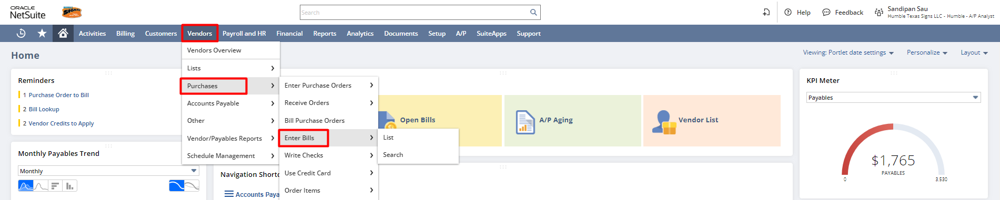 ORACLE
NetSuite
SIGNS
Search
Help
Feedback
Sandipan Sau
Humble Texas Signs LLC - Humble - A/P Analyst
Activities
Billing
Customers
Vendors
Payroll and HR
Financial
Reports
Analytics
Documents
Setup
A/P
SuiteApps
Support
Home
Viewing: Portlet date settings
Personalize
Layout
Vendors Overview
Lists
Purchases
Accounts Payable
Other
Vendor/Payables Reports
Schedule Management
Enter Purchase Orders
Receive Orders
Bill Purchase Orders
Enter Bills
Write Checks
Use Credit Card
Order Items
List
Search
Reminders
1 Purchase Order to Bill
2 Bill Lookup
2 Vendor Credits to Apply
Monthly Payables Trend
Monthly
Navigation Shortc
Accounts Paya
Open Bills
A/P Aging
Vendor List
KPI Meter
Payables
$1,765
PAYABLES
0
3.530